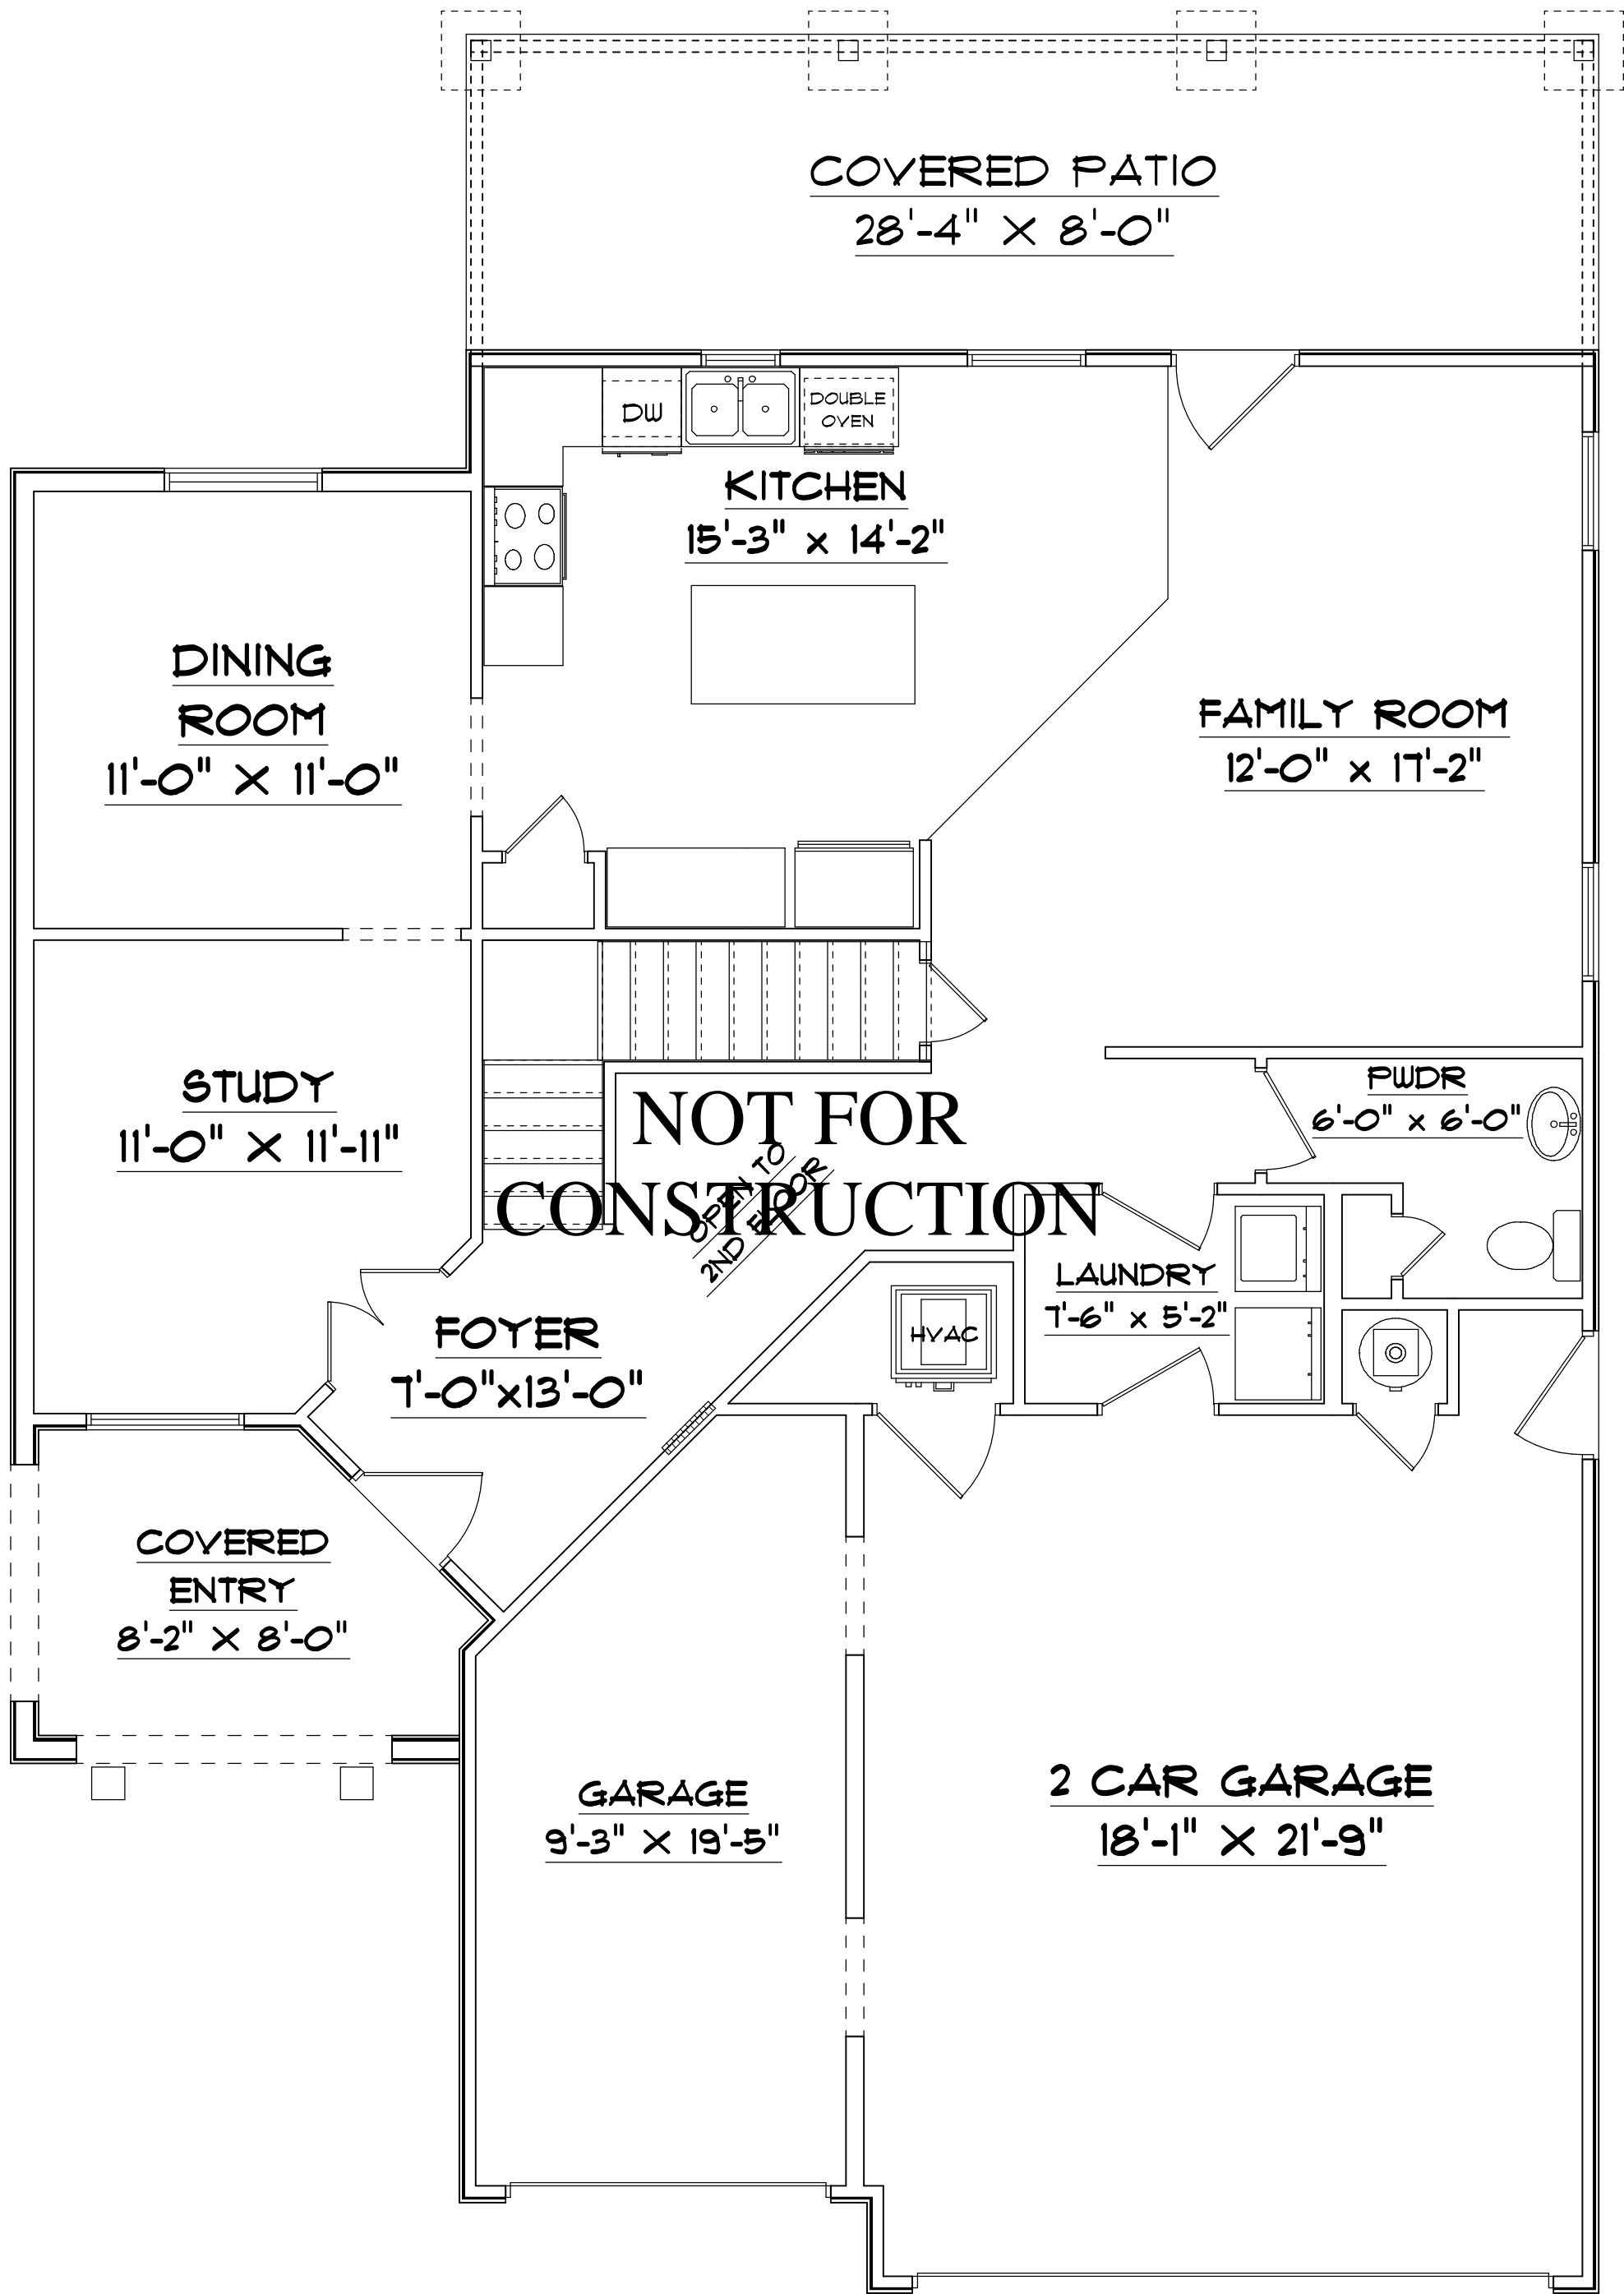 COVERED PATIO
28'-4" X 8'-0"
DW
DOUBLE
OVEN
KITCHEN
15'-3" x 14'-2"
DINING
ROOM
11'-0" X 11'-0"
FAMILY ROOM
12'-0" x 17'-2"
STUDY
11'-0" X 11'-11"
NOT FOR
CONSTRUCTION
OPEN TO
2ND FLOOR
PWDR
6'-0" x 6'-0"
LAUNDRY
7'-6" x 5'-2"
HVAC
FOYER
7'-0"x13'-0"
COVERED
ENTRY
8'-2" X 8'-0"
GARAGE
9'-3" X 19'-5"
2 CAR GARAGE
18'-1" X 21'-9"